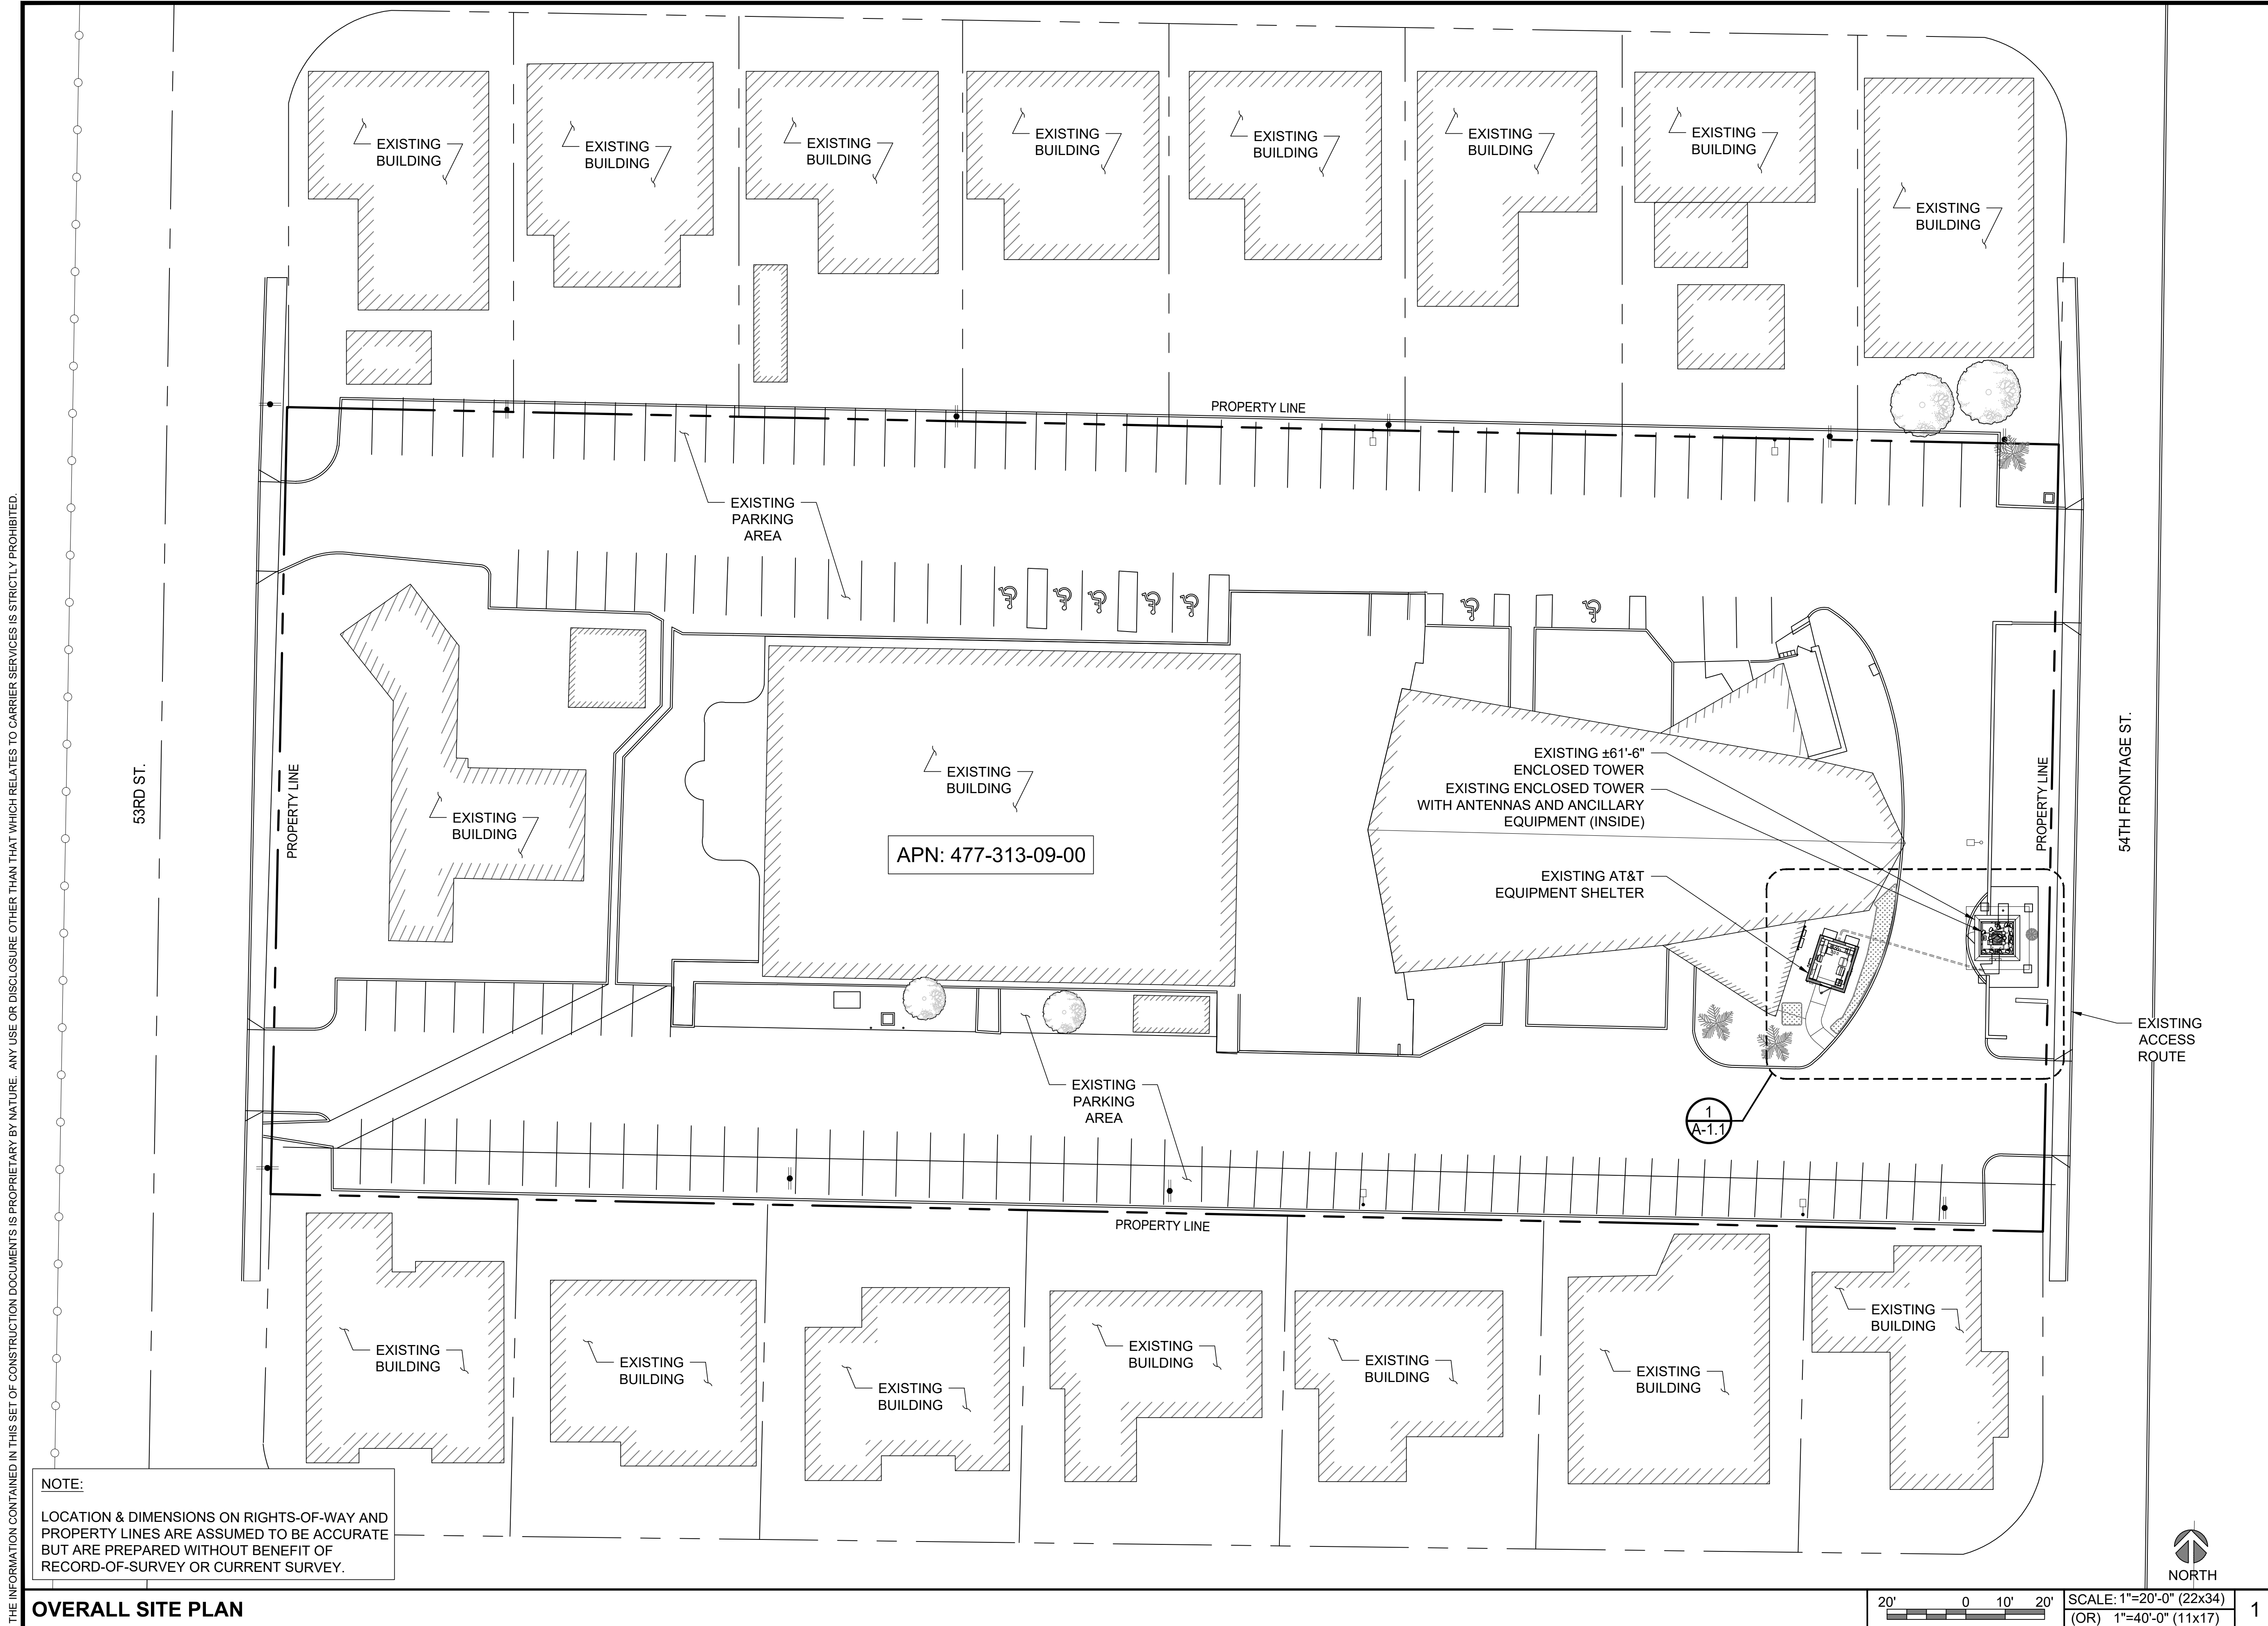 THE INFORMATION CONTAINED IN THIS SET OF CONSTRUCTION DOCUMENTS IS PROPRIETARY BY NATURE. ANY USE OR DISCLOSURE OTHER THAN THAT WHICH RELATES TO CARRIER SERVICES IS STRICTLY PROHIBITED.
EXISTING
BUILDING
EXISTING
BUILDING
EXISTING
BUILDING
EXISTING
BUILDING
EXISTING
BUILDING
EXISTING
BUILDING
EXISTING
BUILDING
EXISTING
BUILDING
PROPERTY LINE
EXISTING
PARKING
AREA
53RD ST.
PROPERTY LINE
EXISTING
BUILDING
EXISTING
BUILDING
APN: 477-313-09-00
EXISTING ±61'-6"
ENCLOSED TOWER
EXISTING ENCLOSED TOWER
WITH ANTENNAS AND ANCILLARY
EQUIPMENT (INSIDE)
EXISTING AT&T
EQUIPMENT SHELTER
PROPERTY LINE
54TH FRONTAGE ST.
EXISTING
ACCESS
ROUTE
EXISTING
PARKING
AREA
1
A-1.1
PROPERTY LINE
EXISTING
BUILDING
EXISTING
BUILDING
EXISTING
BUILDING
EXISTING
BUILDING
EXISTING
BUILDING
EXISTING
BUILDING
EXISTING
BUILDING
NOTE:
LOCATION & DIMENSIONS ON RIGHTS-OF-WAY AND
PROPERTY LINES ARE ASSUMED TO BE ACCURATE
BUT ARE PREPARED WITHOUT BENEFIT OF
RECORD-OF-SURVEY OR CURRENT SURVEY.
NORTH
OVERALL SITE PLAN
20' 0 10' 20'
SCALE: 1"=20'-0" (22x34)
(OR) 1"=40'-0" (11x17)
1